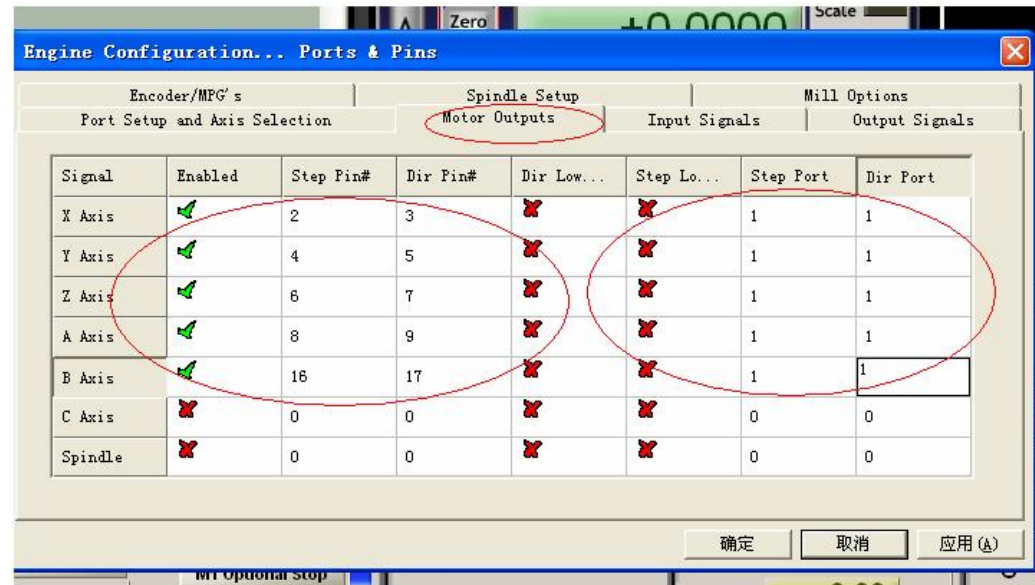 A Zero +0.0000 Scale
Engine Configuration... Ports & Pins
Encoder/MPG's Spindle Setup Mill Options
Port Setup and Axis Selection Motor Outputs Input Signals Output Signals
Signal Enabled Step Pin# Dir Pin# Dir Low... Step Lo... Step Port Dir Port
X Axis 2 3 1 1
Y Axis 4 5 1 1
Z Axis 6 7 1 1
A Axis 8 9 1 1
B Axis 16 17 1 1
C Axis 0 0 0 0
Spindle 0 0 0 0
确定 取消 应用(A)
M1 Optional Stop